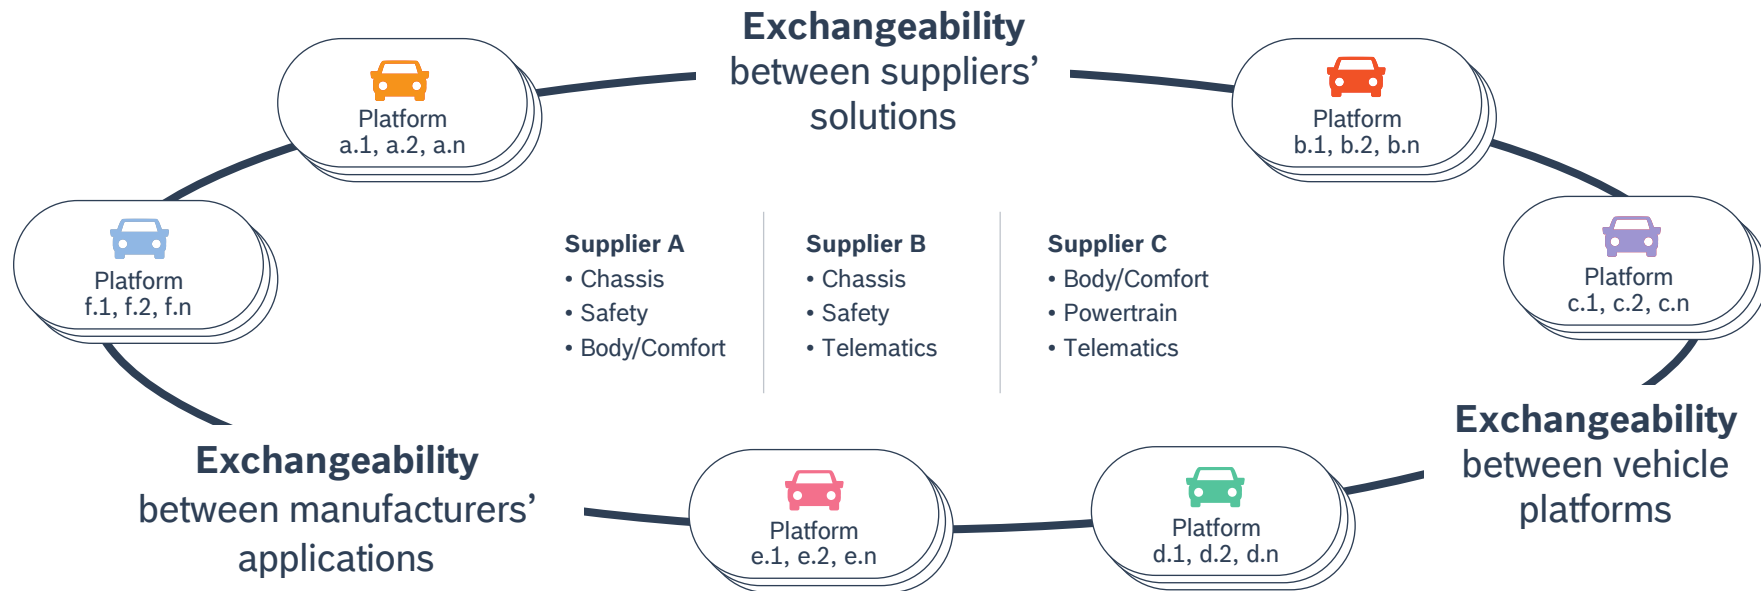 Exchangeability
between suppliers’
solutions
Platform
a.1, a.2, a.n
Platform
b.1, b.2, b.n
Platform
f.1, f.2, f.n
Platform
c.1, c.2, c.n
Supplier A
• Chassis
• Safety
• Body/Comfort
Supplier B
• Chassis
• Safety
• Telematics
Supplier C
• Body/Comfort
• Powertrain
• Telematics
Exchangeability
between manufacturers’
applications
Platform
e.1, e.2, e.n
Platform
d.1, d.2, d.n
Exchangeability
between vehicle
platforms